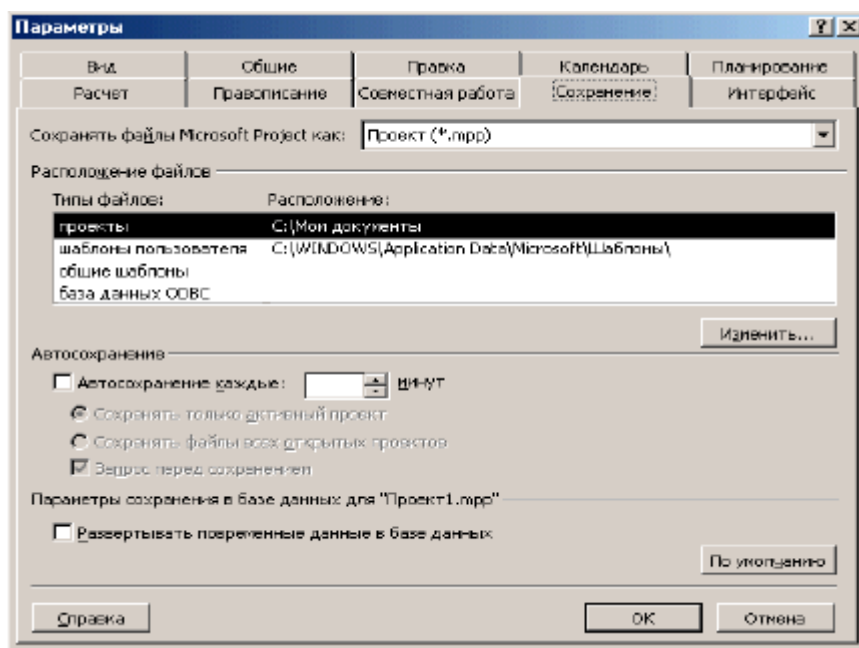 Параметры
Вид Общие Правка Календарь Планирование
Расчет Правописание Совместная работа Сохранение Интерфейс
Сохранять файлы Microsoft Project как: Проект (*.mpp)
Расположение файлов
Типы файлов: Расположение:
проекты C:\Мои документы
шаблоны пользователя C:\WINDOWS\Application Data\Microsoft\Шаблоны\
общие шаблоны
база данных ODBC
Изменить...
Автосохранение
Автосохранение каждые: минут
Сохранять только активный проект
Сохранять файлы всех открытых проектов
Запрос перед сохранением
Параметры сохранения в базе данных для "Проект1.mpp"
Развертывать повременные данные в базе данных
По умолчанию
Справка OK Отмена